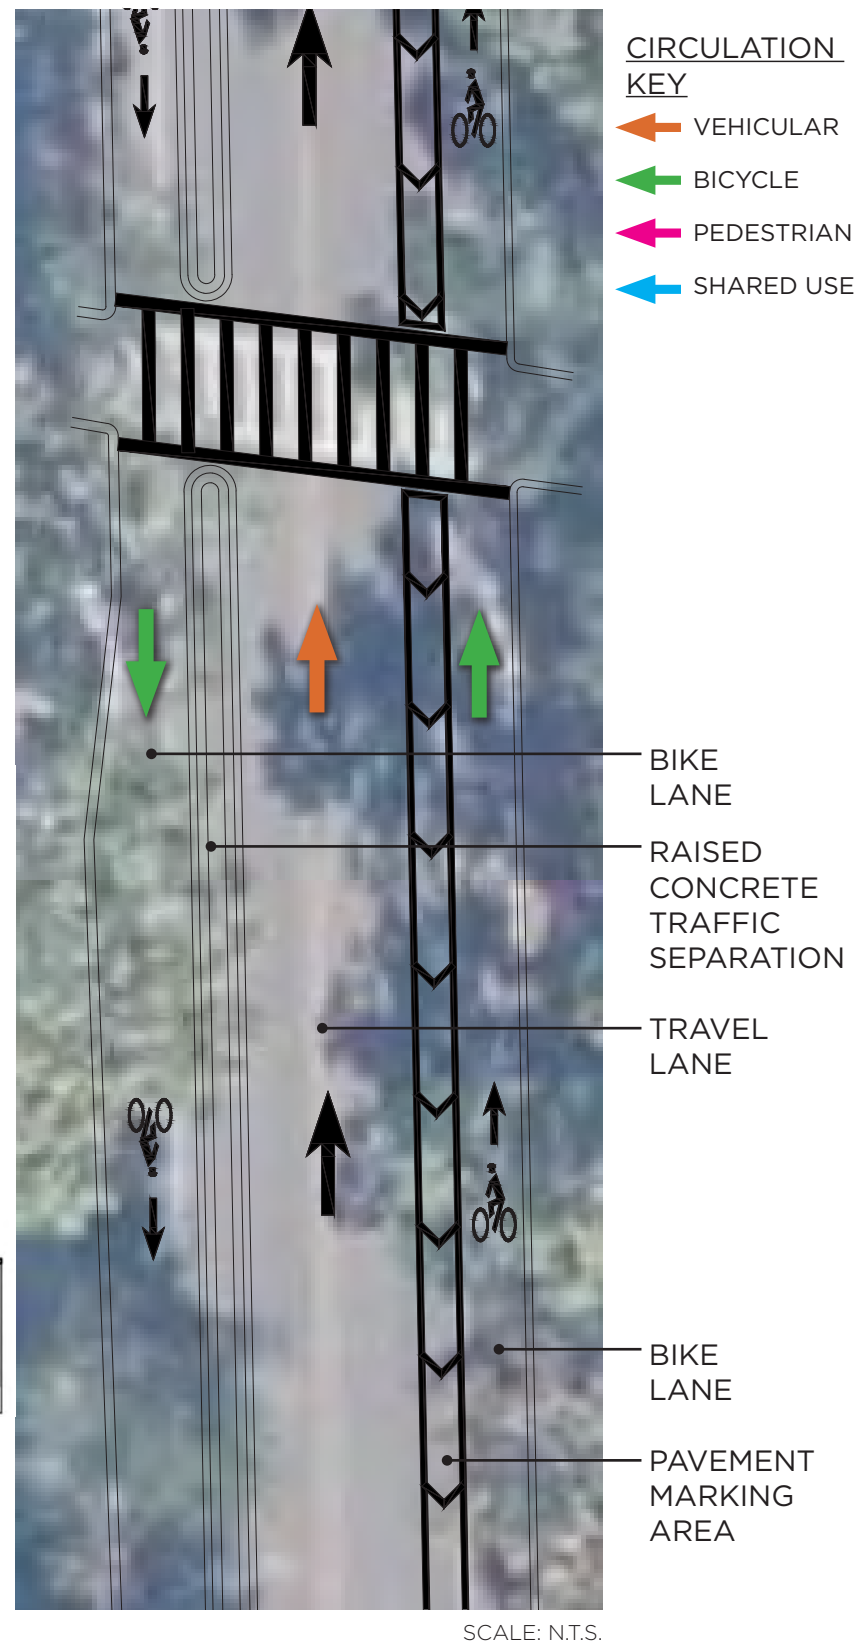 CIRCULATION
KEY
VEHICULAR
BICYCLE
PEDESTRIAN
SHARED USE
BIKE
LANE
RAISED
CONCRETE
TRAFFIC
SEPARATION
TRAVEL
LANE
BIKE
LANE
PAVEMENT
MARKING
AREA
SCALE: N.T.S.